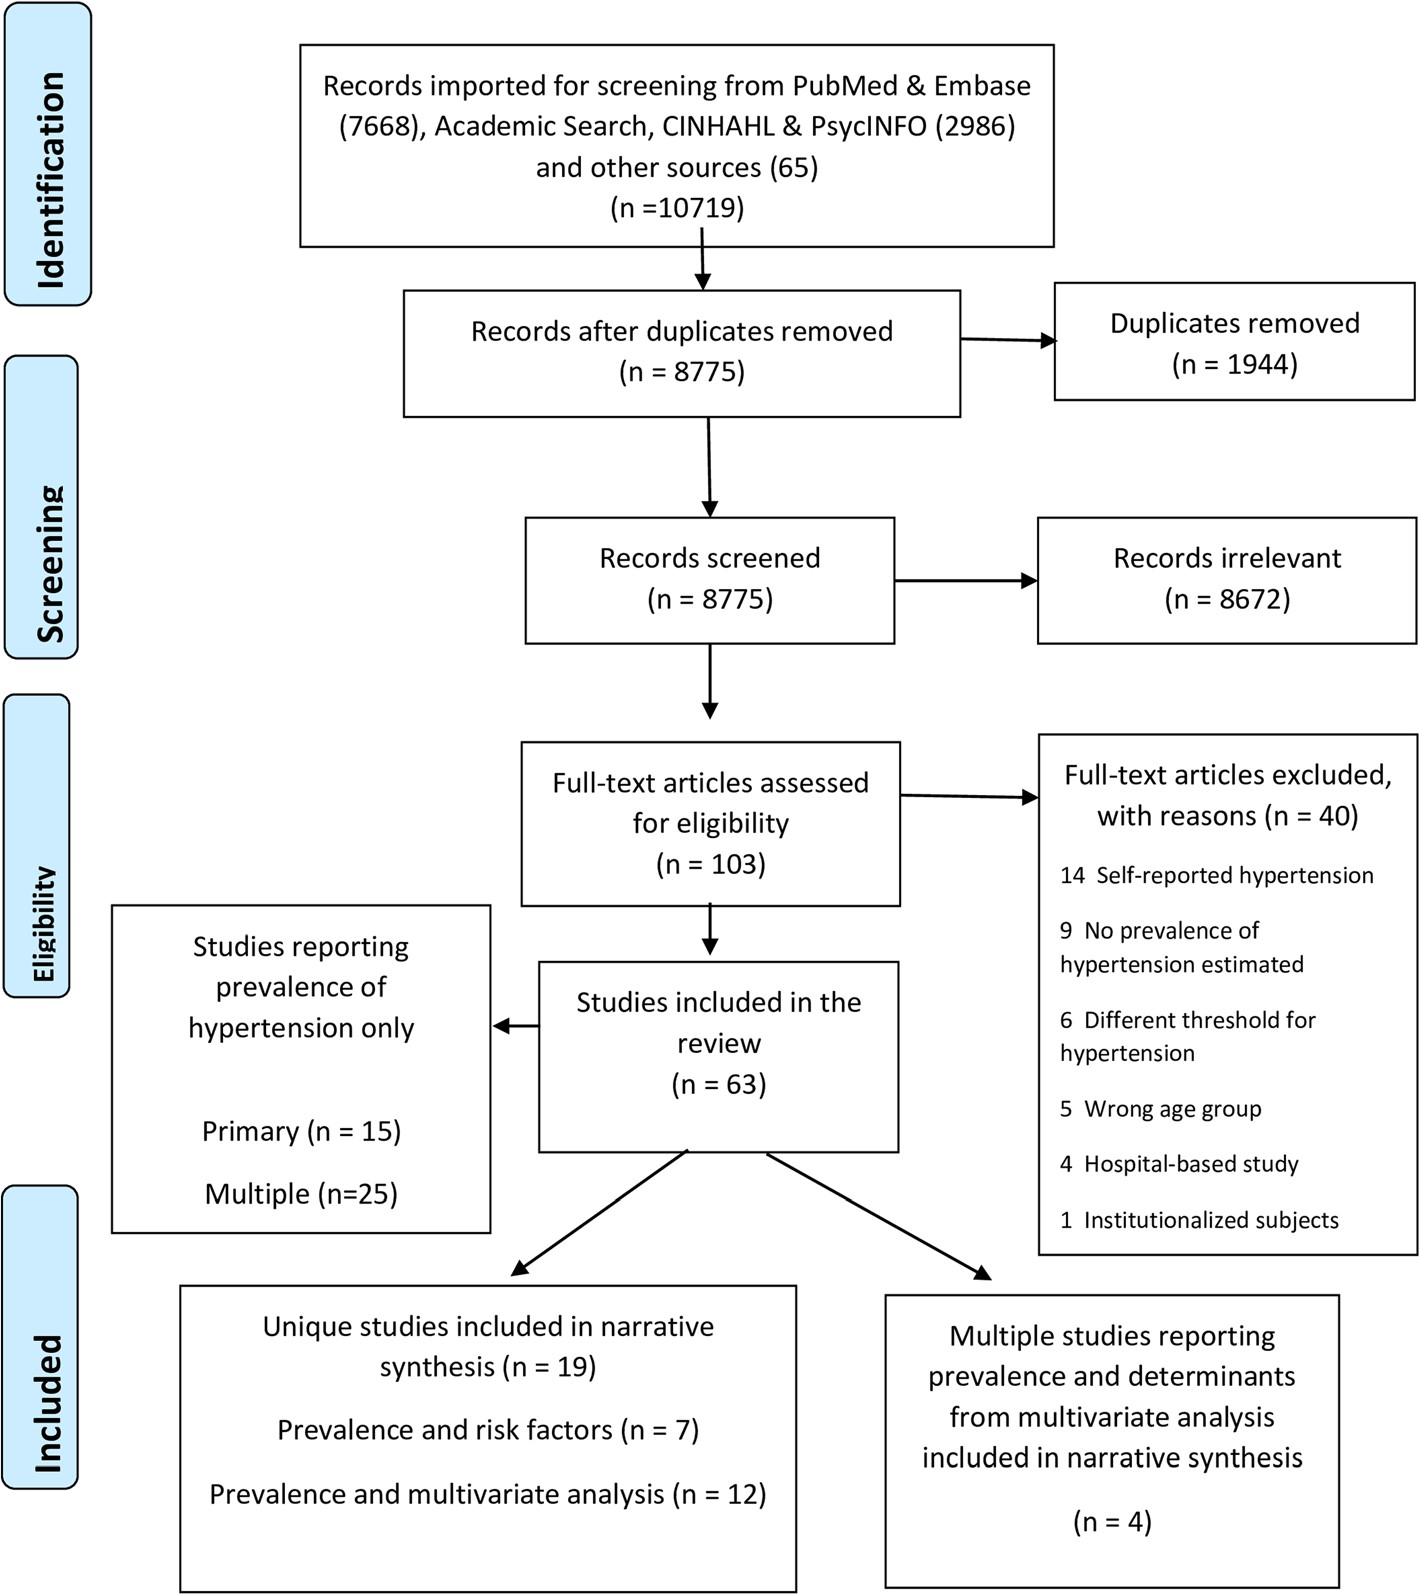 Identification
Records imported for screening from PubMed & Embase
(7668), Academic Search, CINHAHL & PsycINFO (2986)
and other sources (65)
(n =10719)
Records after duplicates removed
(n = 8775)
Duplicates removed
(n = 1944)
Screening
Records screened
(n = 8775)
Records irrelevant
(n = 8672)
Eligibility
Full-text articles assessed
for eligibility
(n = 103)
Full-text articles excluded,
with reasons (n = 40)
14 Self-reported hypertension
9 No prevalence of
hypertension estimated
6 Different threshold for
hypertension
5 Wrong age group
4 Hospital-based study
1 Institutionalized subjects
Studies reporting
prevalence of
hypertension only
Primary (n = 15)
Multiple (n=25)
Studies included in the
review
(n = 63)
Included
Unique studies included in narrative
synthesis (n = 19)
Prevalence and risk factors (n = 7)
Prevalence and multivariate analysis (n = 12)
Multiple studies reporting
prevalence and determinants
from multivariate analysis
included in narrative synthesis
(n = 4)